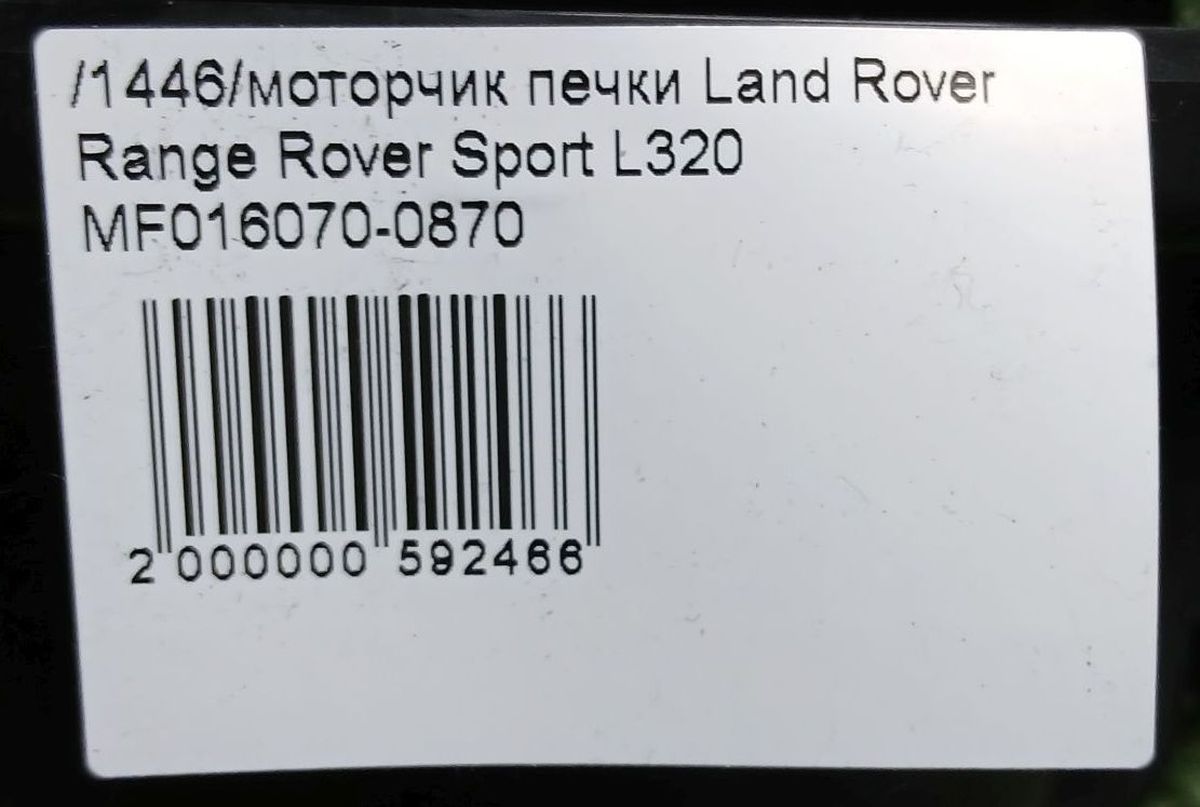 /1446/моторчик печки Land Rover
Range Rover Sport L320
MF016070-0870
2 000000 592466